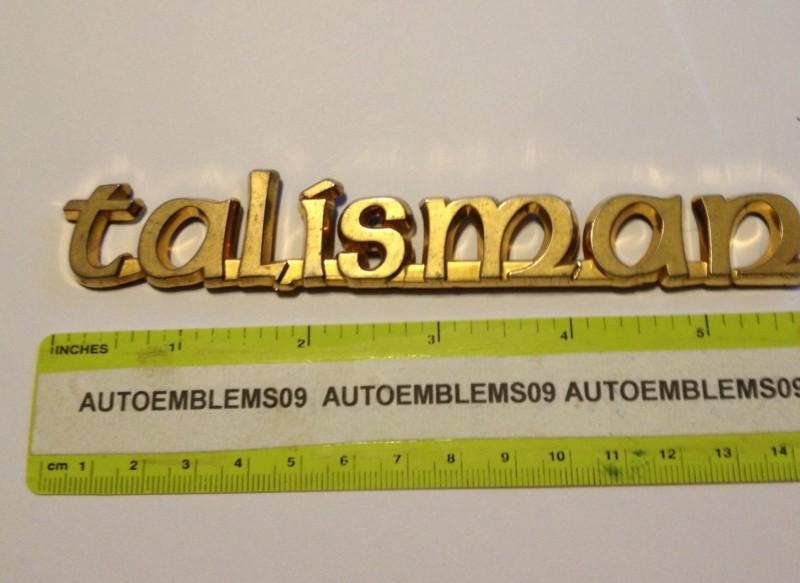 talisman
INCHES 1 2 3 4 5
AUTOEMBLEMS09 AUTOEMBLEMS09 AUTOEMBLEMS09
cm 1 2 3 4 5 6 7 8 9 10 11 12 13 14